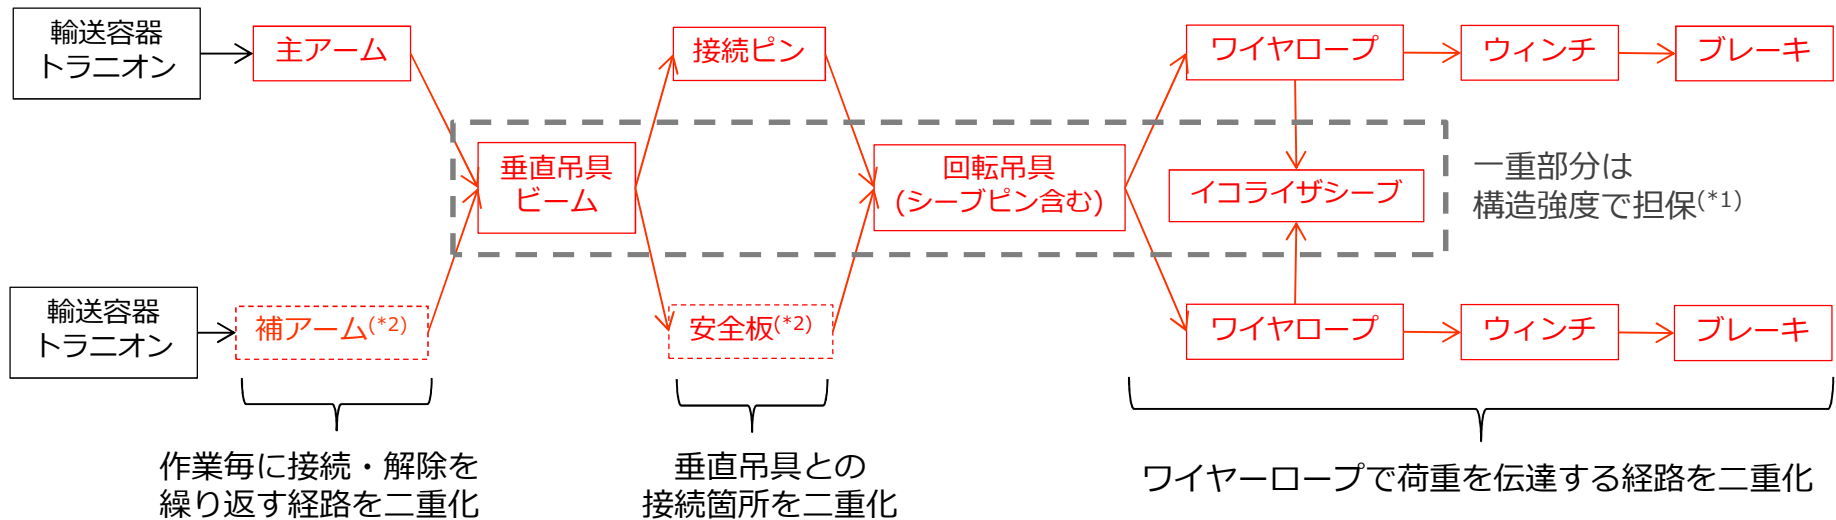 輸送容器
トラニオン
主アーム
接続ピン
ワイヤロープ
ウィンチ
ブレーキ
垂直吊具
ビーム
回転吊具
(シーブピン含む)
イコライザシーブ
一重部分は
構造強度で担保(*1)
輸送容器
トラニオン
補アーム(*2)
安全板(*2)
ワイヤロープ
ウィンチ
ブレーキ
作業毎に接続・解除を
繰り返す経路を二重化
垂直吊具との
接続箇所を二重化
ワイヤーロープで荷重を伝達する経路を二重化